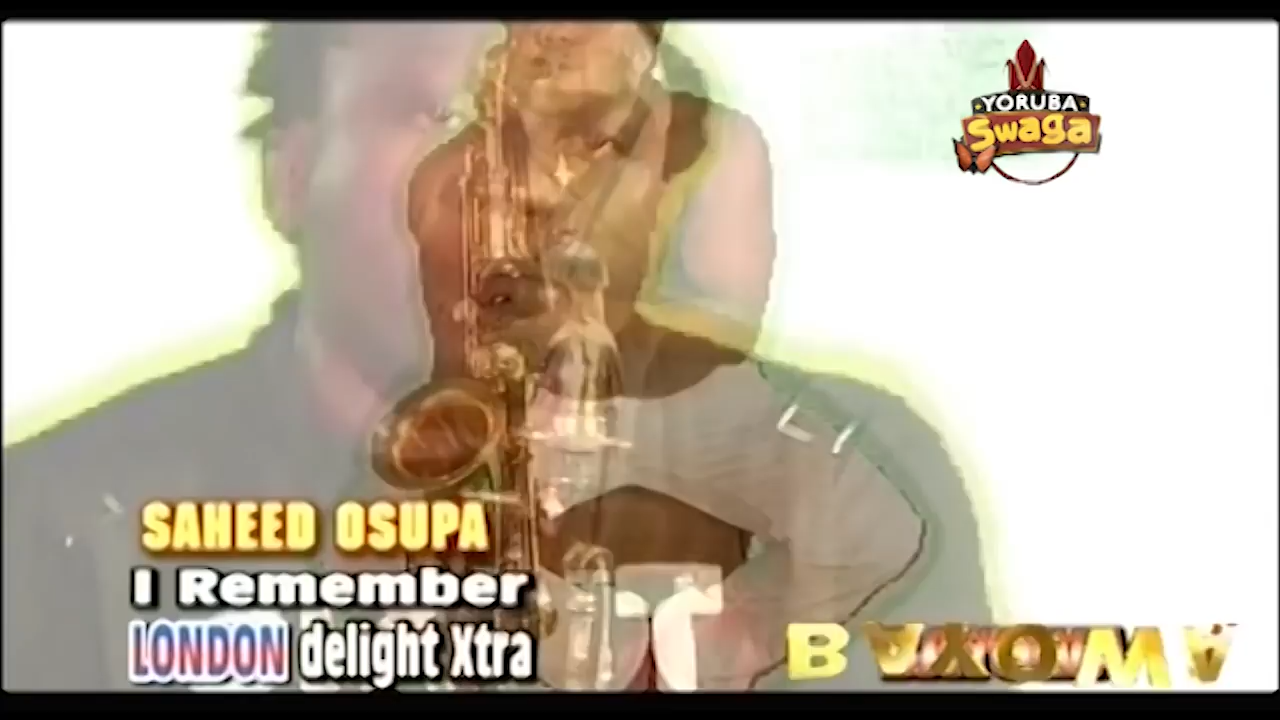 YORUBA
Swaga
SAHEED OSUPA
I Remember
LONDON delight Xtra